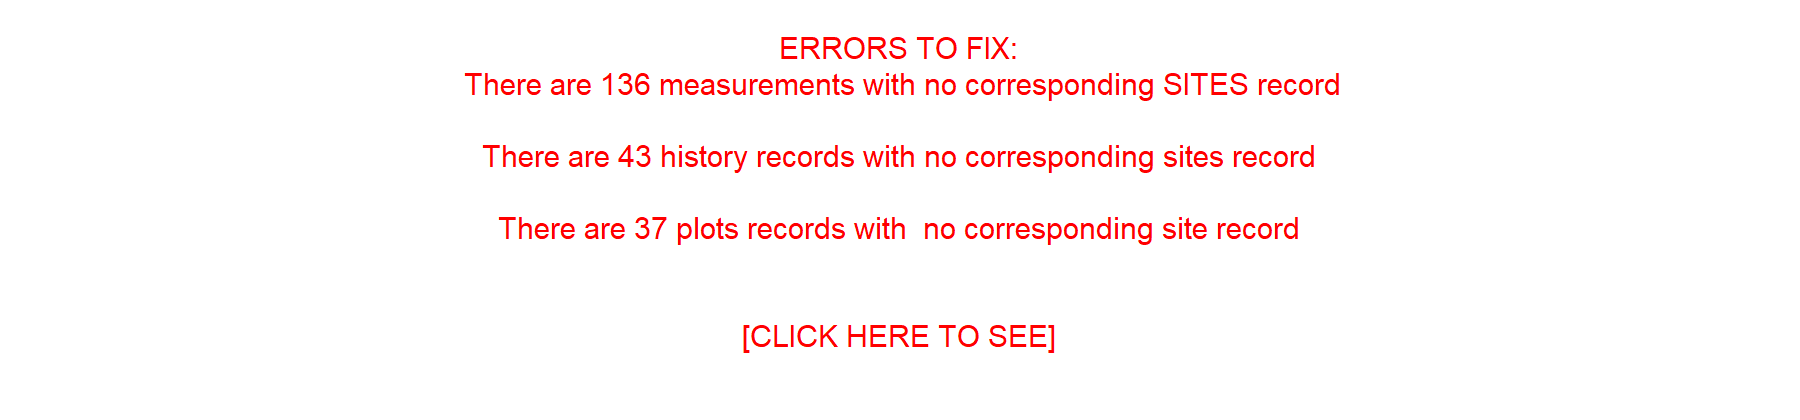 ERRORS TO FIX:
There are 136 measurements with no corresponding SITES record
There are 43 history records with no corresponding sites record
There are 37 plots records with  no corresponding site record
[CLICK HERE TO SEE]